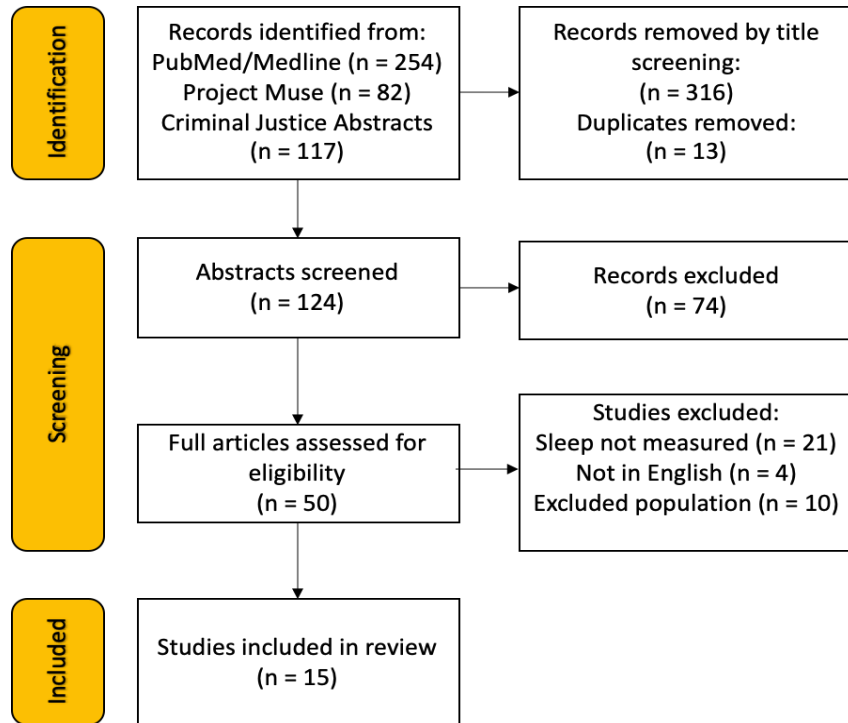 Identification
Records identified from:
PubMed/Medline (n = 254)
Project Muse (n = 82)
Criminal Justice Abstracts
(n = 117)
Records removed by title
screening:
(n = 316)
Duplicates removed:
(n = 13)
Screening
Abstracts screened
(n = 124)
Records excluded
(n = 74)
Full articles assessed for
eligibility
(n = 50)
Studies excluded:
Sleep not measured (n = 21)
Not in English (n = 4)
Excluded population (n = 10)
Included
Studies included in review
(n = 15)